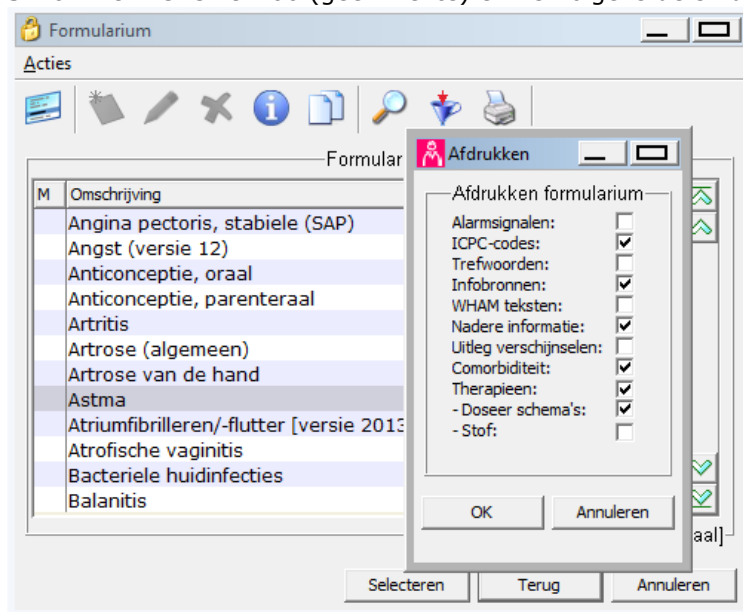 Formularium
Acties
Formular
M Omschrijving
Angina pectoris, stabiele (SAP)
Angst (versie 12)
Anticonceptie, oraal
Anticonceptie, parenteraal
Artritis
Artrose (algemeen)
Artrose van de hand
Astma
Atriumfibrilleren/-flutter [versie 2013
Atrofische vaginitis
Bacteriele huidinfecties
Balanitis
aal]
Selecteren Terug Annuleren
Afdrukken
Afdrukken formularium
Alarmsignalen:
ICPC-codes:
Trefwoorden:
Infobronnen:
WHAM teksten:
Nadere informatie:
Uitleg verschijnselen:
Comorbiditeit:
Therapieen:
- Doseer schema's:
- Stof:
OK Annuleren